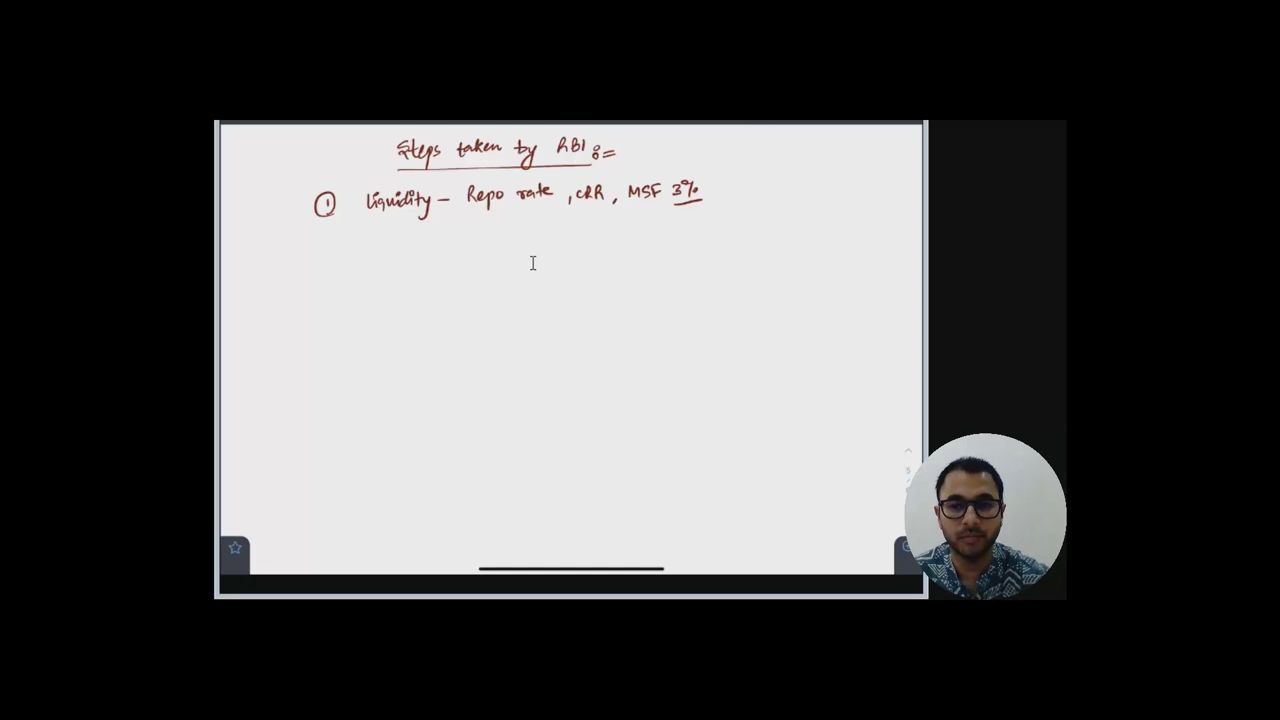 Steps taken by RBI :=
① Liquidity - Repo rate, CRR, MSF 3%